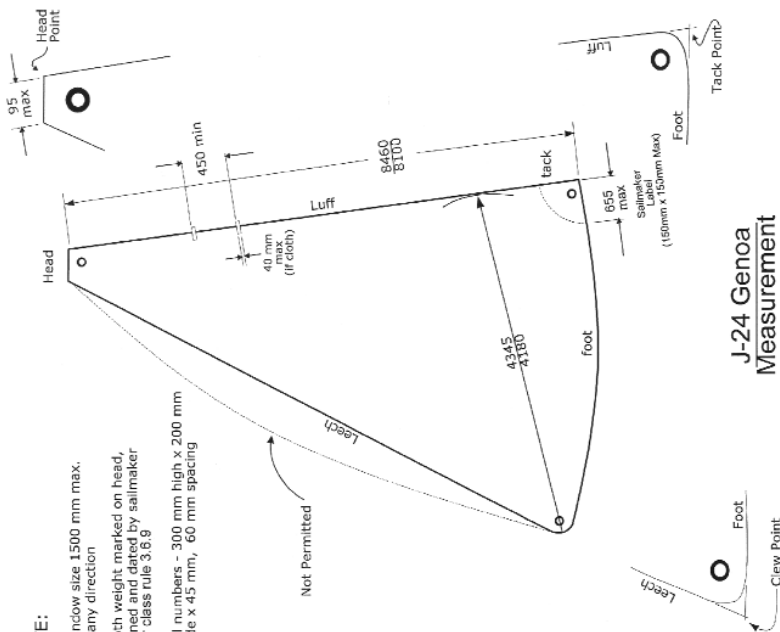 E:
ndow size 1500 mm max.
any direction
th weight marked on head,
ned and dated by sailmaker
class rule 3.6.9
l numbers - 300 mm high x 200 mm
de x 45 mm, 60 mm spacing
Not Permitted
Head
Leech
Luff
foot
tack
450 min
40 mm
max
(if cloth)
8460
8100
4345
4180
655
max
Sailmaker
Label
(150mm x 150mm Max)
95
max
Head
Point
Luff
Foot
Tack Point
Leech
Foot
Clew Point
J-24 Genoa
Measurement